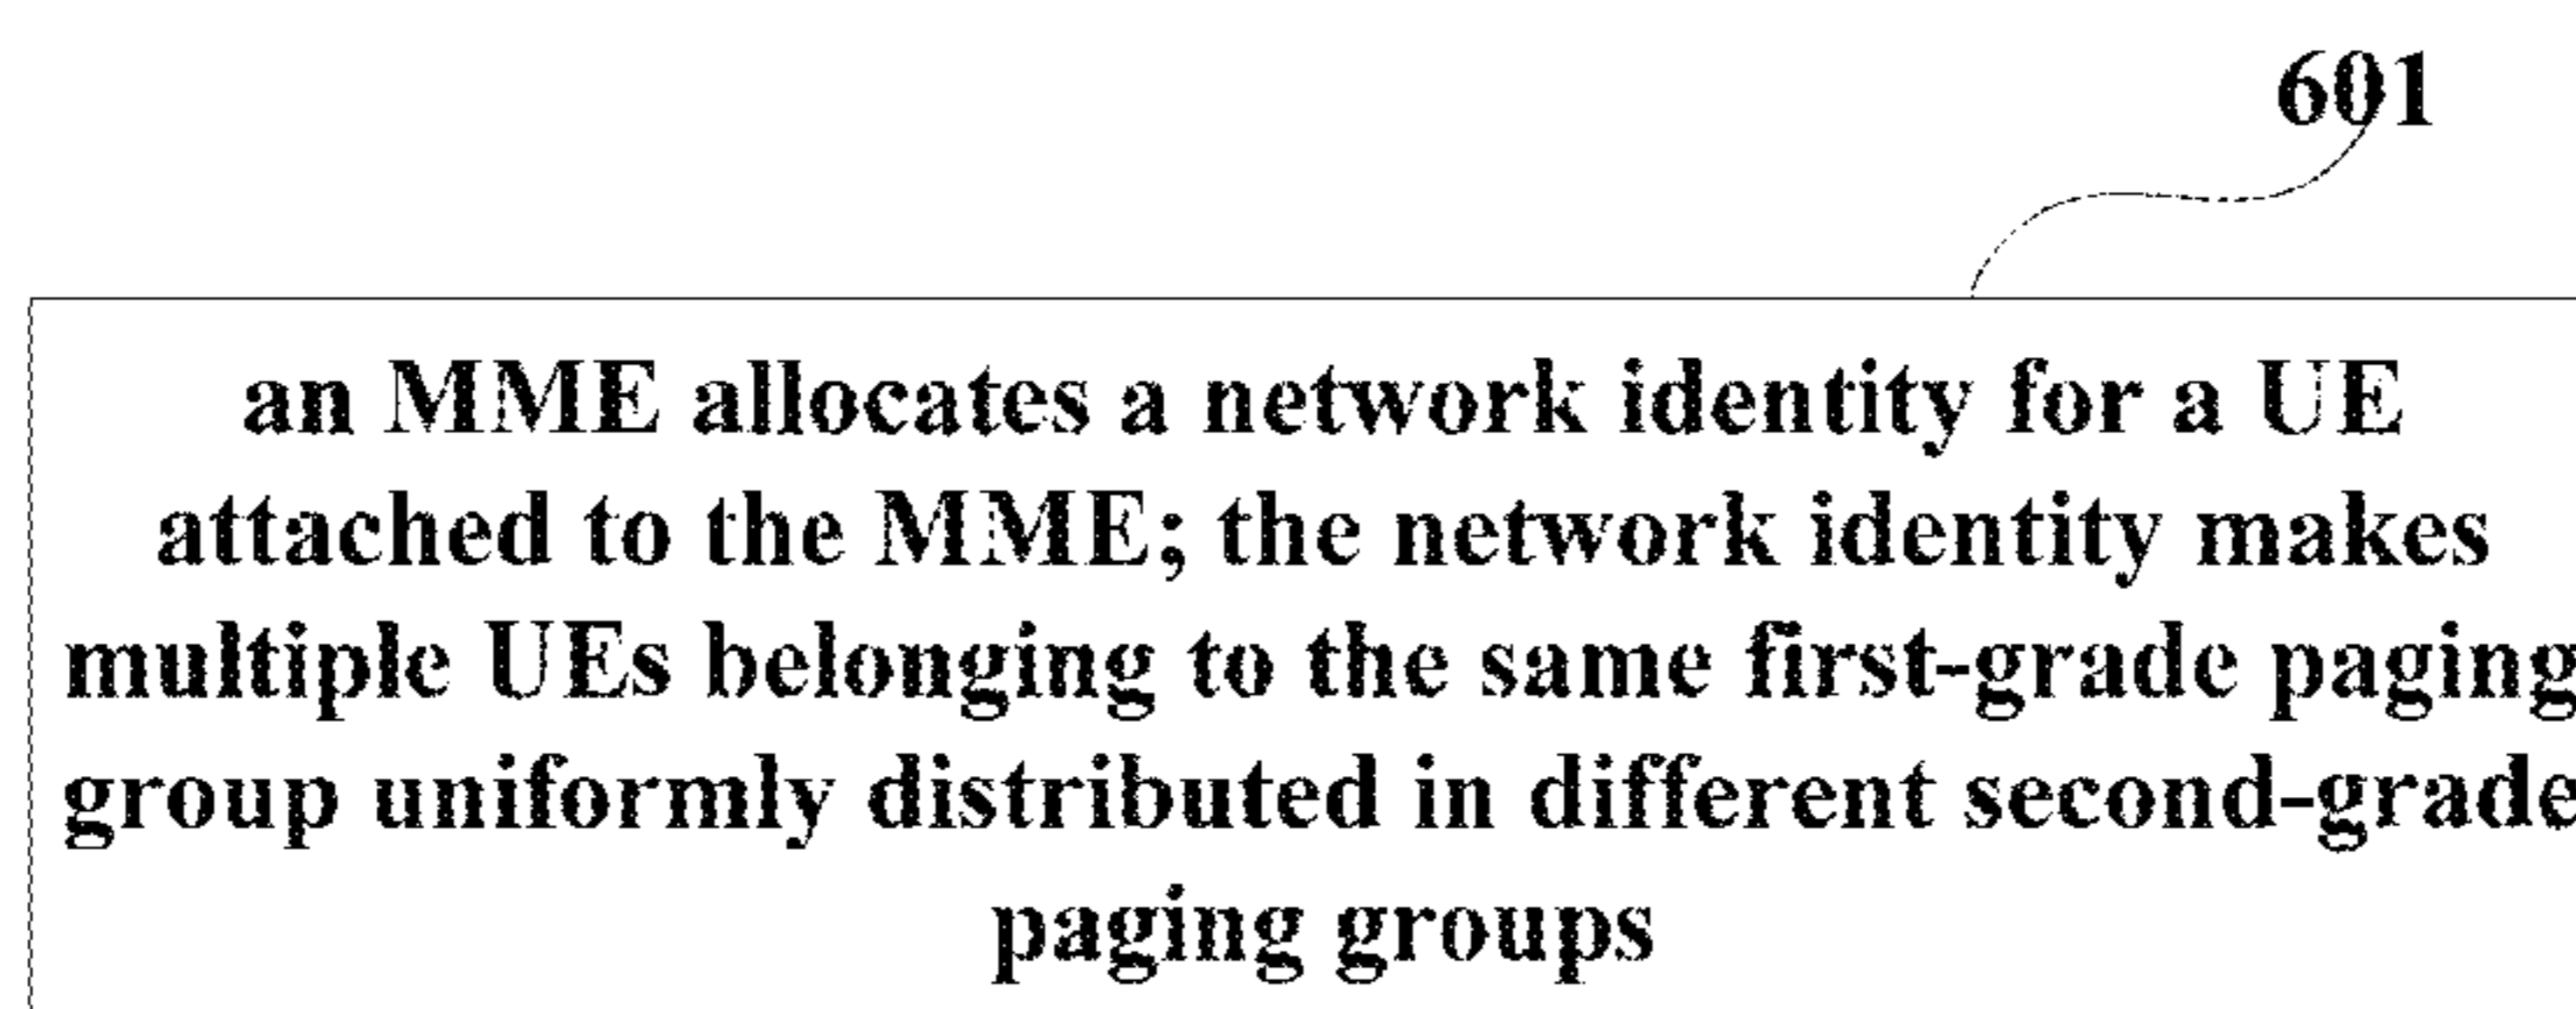 601
an MME allocates a network identity for a UE
attached to the MME; the network identity makes
multiple UEs belonging to the same first-grade paging
group uniformly distributed in different second-grade
paging groups